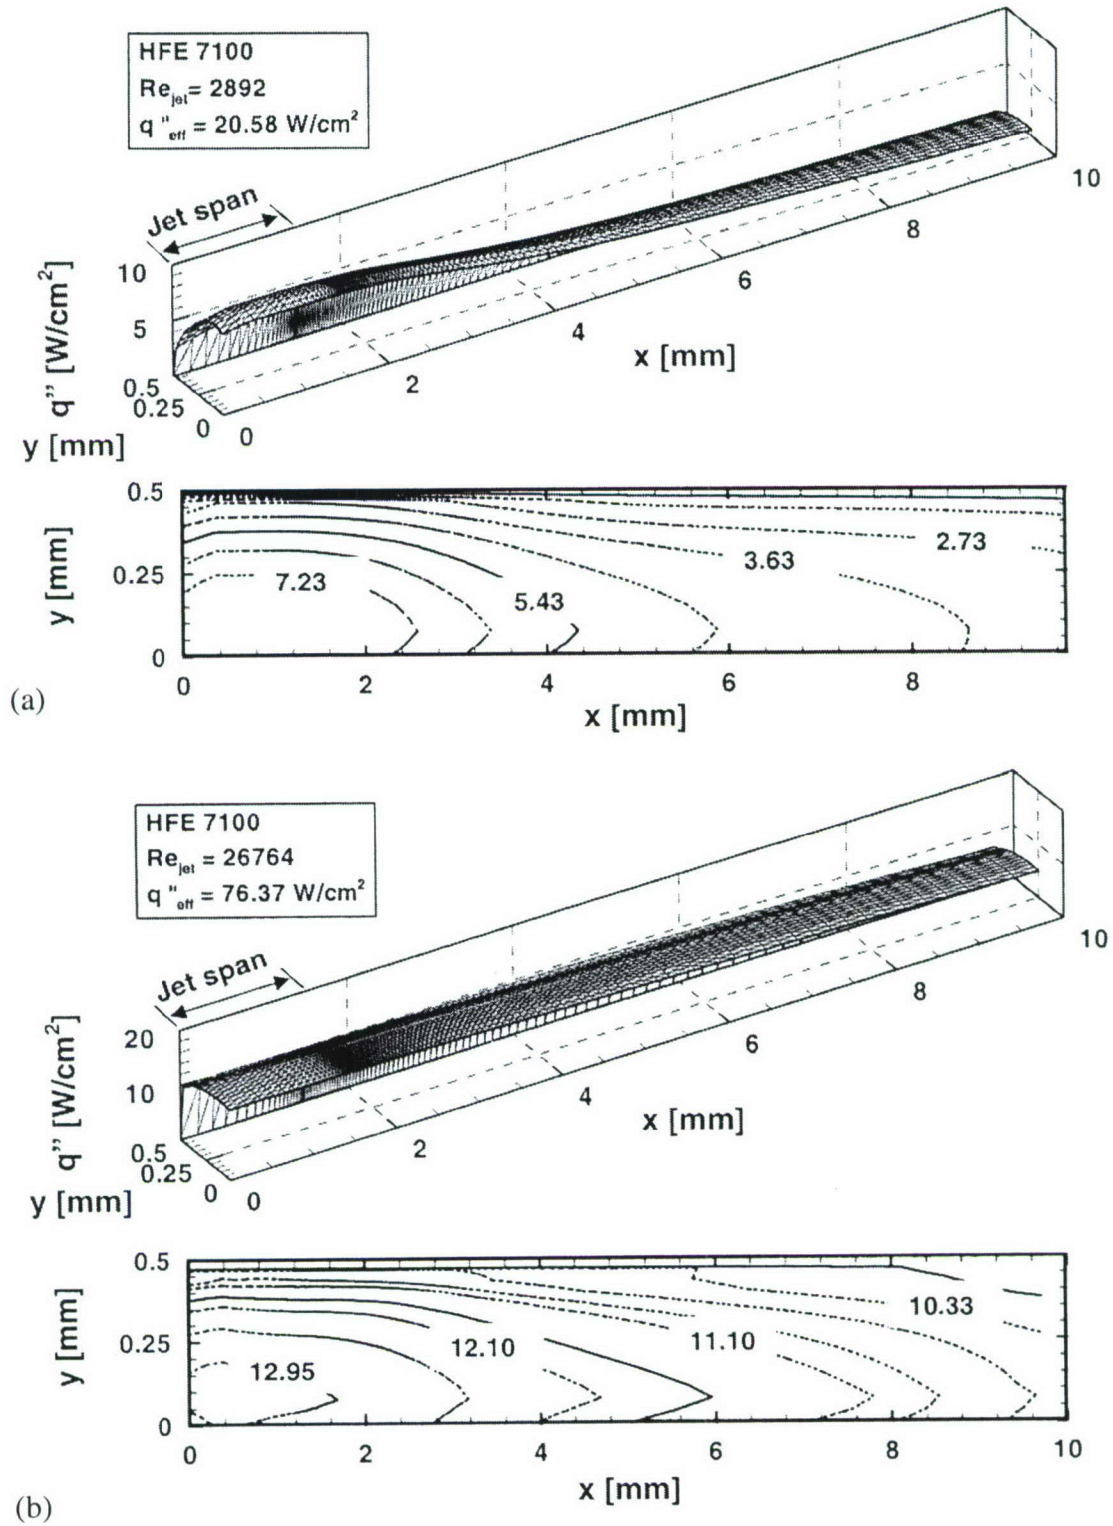 HFE 7100
Re_jet = 2892
q"_eff = 20.58 W/cm²
Jet span
10
5
q" [W/cm²]
0.5
0.25
0
y [mm]
0
2
4
6
8
10
x [mm]
0.5
0.25
0
y [mm]
7.23
5.43
3.63
2.73
0
2
4
6
8
x [mm]
(a)
HFE 7100
Re_jet = 26764
q"_eff = 76.37 W/cm²
Jet span
20
10
q" [W/cm²]
0.5
0.25
0
y [mm]
0
2
4
6
8
10
x [mm]
0.5
0.25
0
y [mm]
12.95
12.10
11.10
10.33
0
2
4
6
8
10
x [mm]
(b)